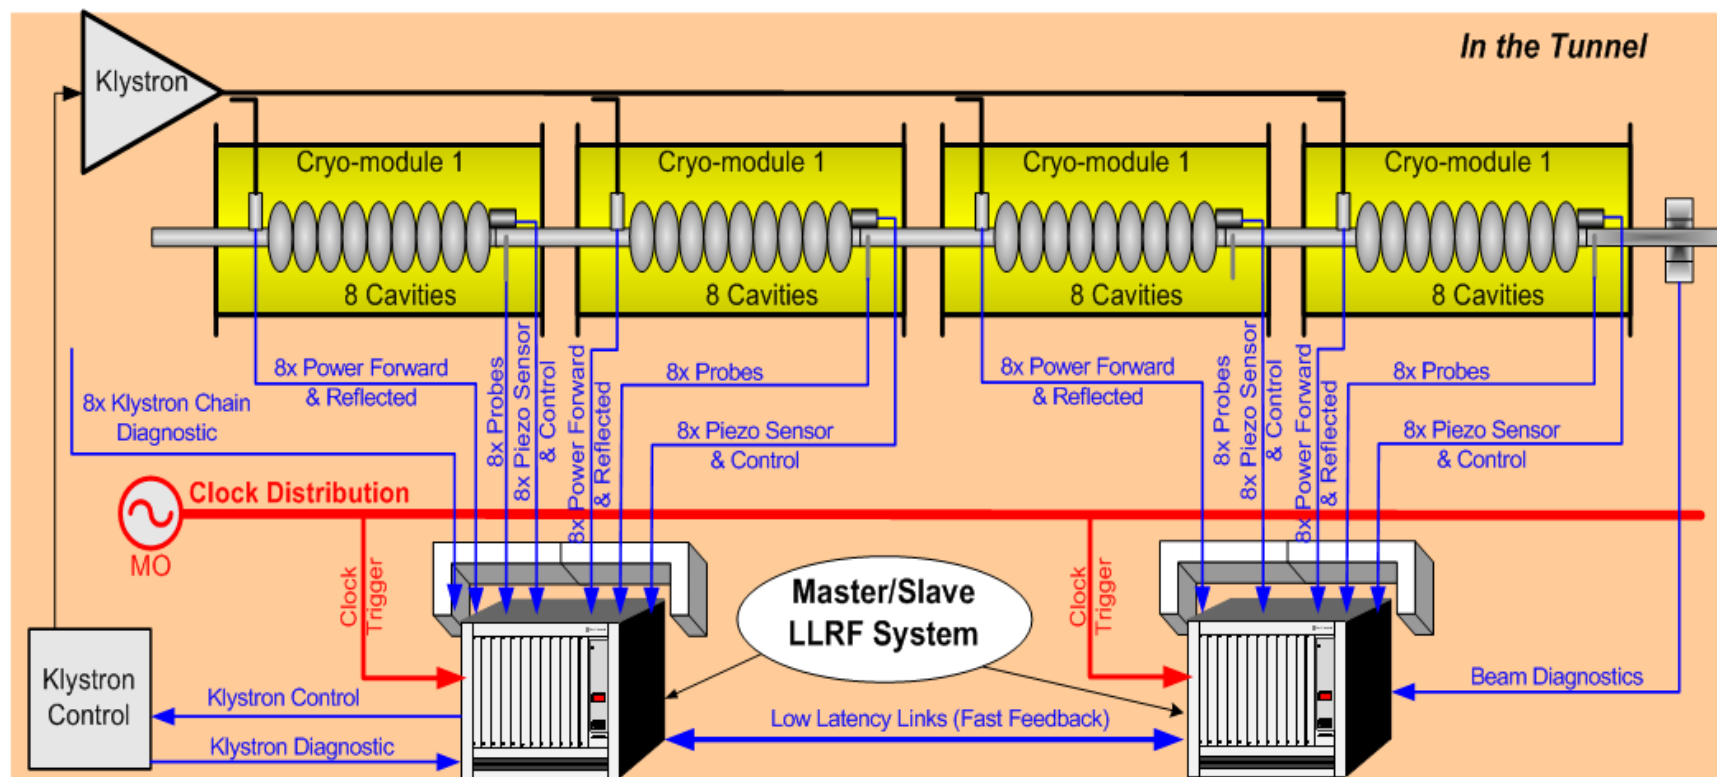 In the Tunnel
Klystron
Cryo-module 1
Cryo-module 1
Cryo-module 1
Cryo-module 1
8 Cavities
8 Cavities
8 Cavities
8 Cavities
8x Power Forward
& Reflected
8x Probes
8x Piezo Sensor
& Control
8x Power Forward
& Reflected
8x Probes
8x Piezo Sensor
& Control
8x Power Forward
& Reflected
8x Probes
8x Piezo Sensor
& Control
8x Power Forward
& Reflected
8x Probes
8x Piezo Sensor
& Control
8x Klystron Chain
Diagnostic
Clock Distribution
MO
Clock
Trigger
Master/Slave
LLRF System
Clock
Trigger
Klystron
Control
Klystron Control
Klystron Diagnostic
Low Latency Links (Fast Feedback)
Beam Diagnostics